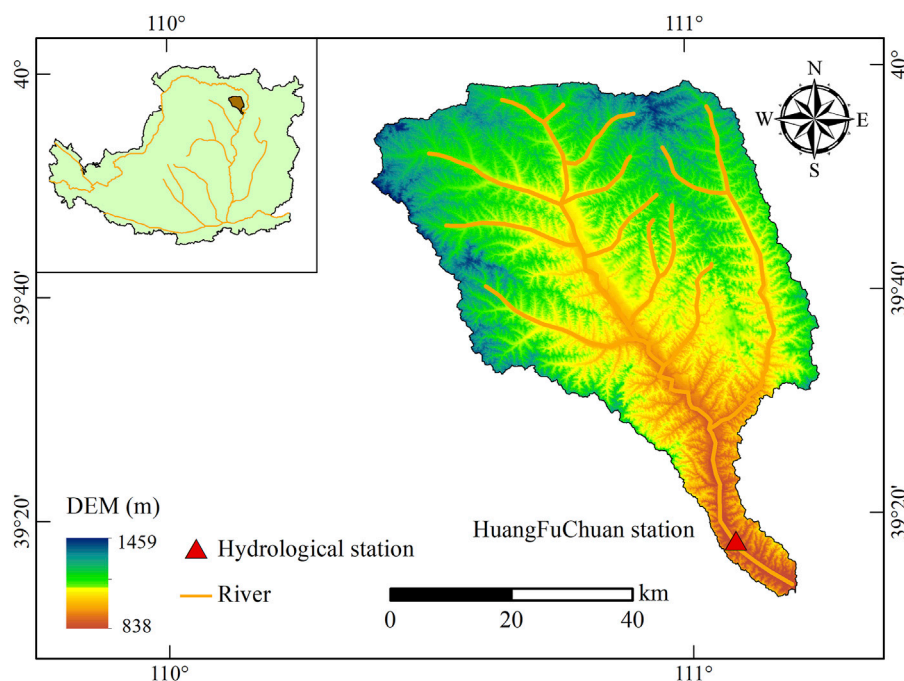 110° 111°
40° 40°
N
W E
S
39°40' 39°40'
39°20' 39°20'
DEM (m)
1459
838
HuangFuChuan station
Hydrological station
River
km
0 20 40
110° 111°